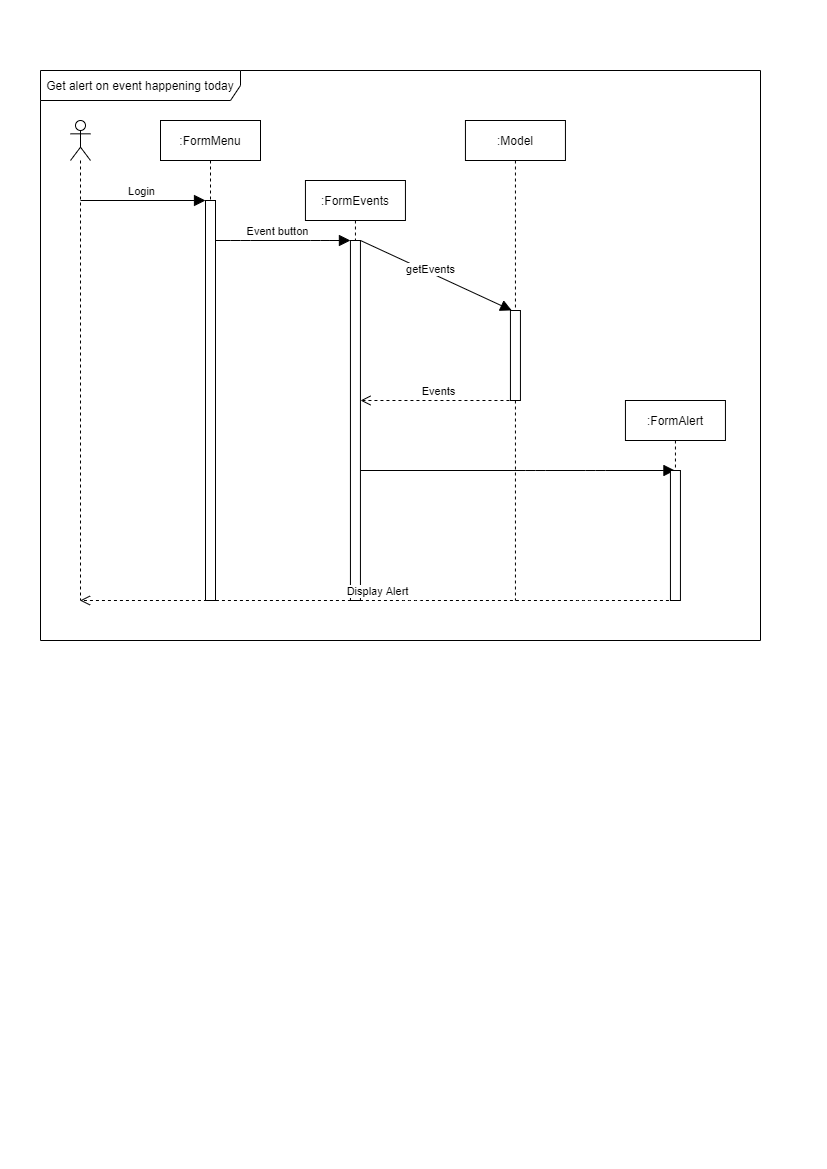 Get alert on event happening today
:FormMenu
:Model
Login
:FormEvents
Event button
getEvents
Events
:FormAlert
Display Alert